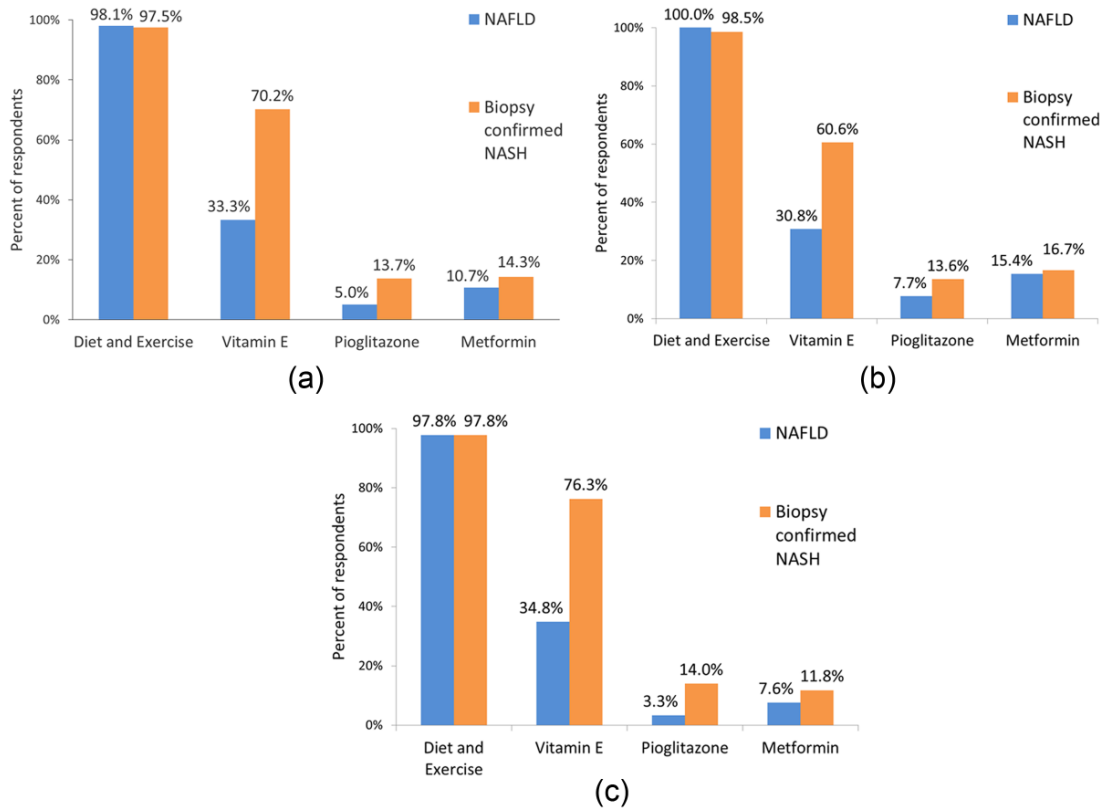 98.1% 97.5%
100%
NAFLD
80%
70.2%
Biopsy
confirmed
NASH
60%
Percent of respondents
40%
33.3%
20%
5.0%
13.7%
10.7%
14.3%
0%
Diet and Exercise Vitamin E Pioglitazone Metformin
(a)
100.0% 98.5%
100%
NAFLD
80%
Biopsy
confirmed
NASH
60.6%
60%
Percent of respondents
40%
30.8%
20%
7.7%
13.6%
15.4%
16.7%
0%
Diet and Exercise Vitamin E Pioglitazone Metformin
(b)
97.8% 97.8%
100%
NAFLD
80%
76.3%
Biopsy
confirmed
NASH
60%
Percent of respondents
40%
34.8%
20%
3.3%
14.0%
7.6%
11.8%
0%
Diet and Vitamin E Pioglitazone Metformin
Exercise
(c)